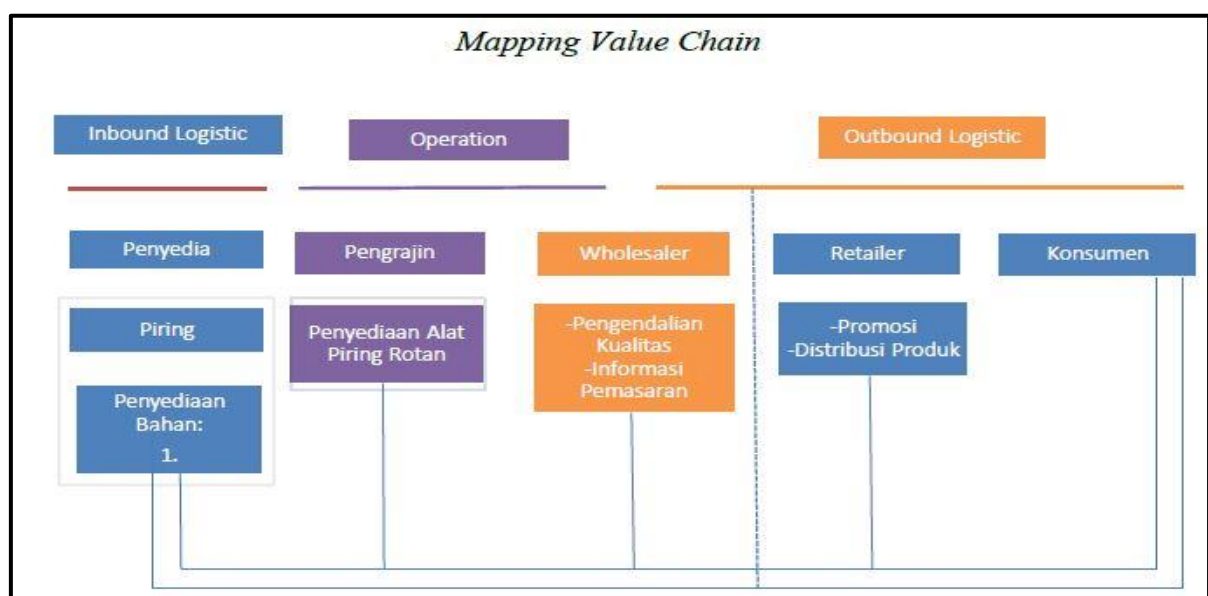 Mapping Value Chain
Inbound Logistic
Operation
Outbound Logistic
Penyedia
Pengrajin
Wholesaler
Retailer
Konsumen
Piring
Penyediaan Alat
Piring Rotan
-Pengendalian
Kualitas
-Informasi
Pemasaran
-Promosi
-Distribusi Produk
Penyediaan
Bahan:
1.